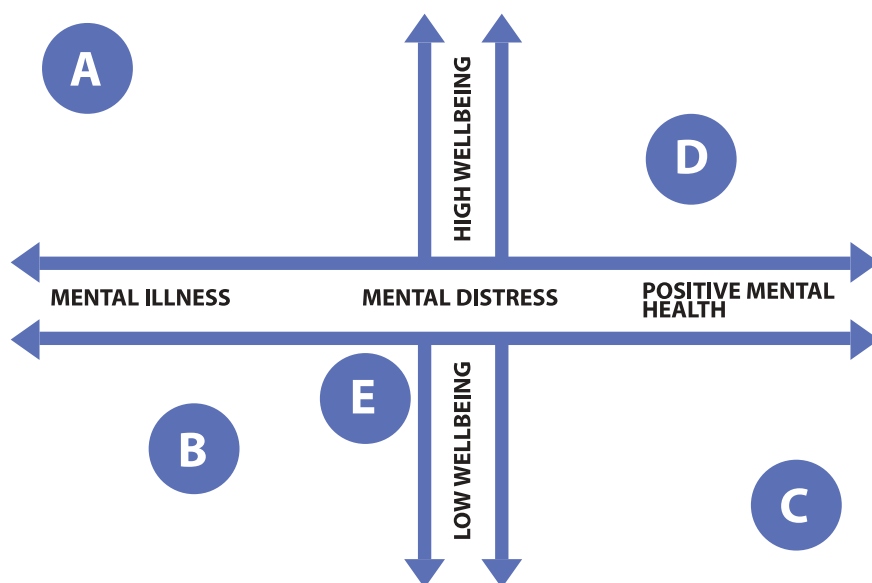 A
HIGH WELLBEING
D
MENTAL ILLNESS
MENTAL DISTRESS
POSITIVE MENTAL
HEALTH
E
B
LOW WELLBEING
C